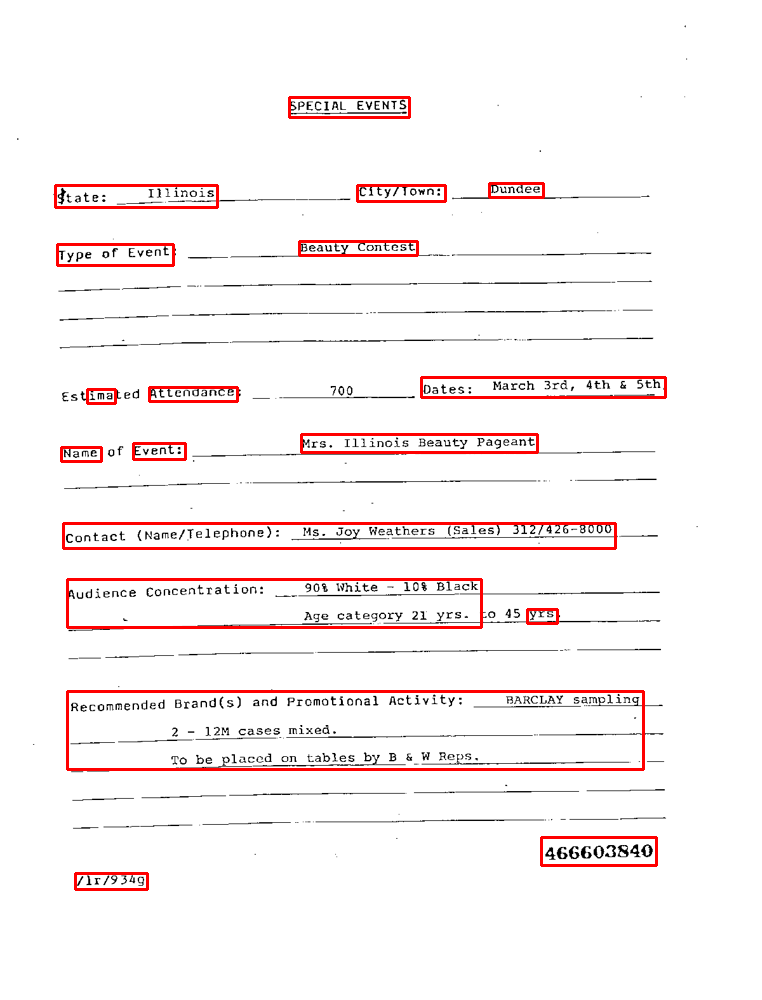 SPECIAL EVENTS
State: Illinois City/Town: Dundee
Type of Event: Beauty Contest
Estimated Attendance: 700 Dates: March 3rd, 4th & 5th
Name of Event: Mrs. Illinois Beauty Pageant
Contact (Name/Telephone): Ms. Joy Weathers (Sales) 312/426-8000
Audience Concentration: 90% White - 10% Black
Age category 21 yrs. to 45 yrs.
Recommended Brand(s) and Promotional Activity: BARCLAY sampling
2 - 12M cases mixed.
To be placed on tables by B & W Reps.
466603840
/lr/934g